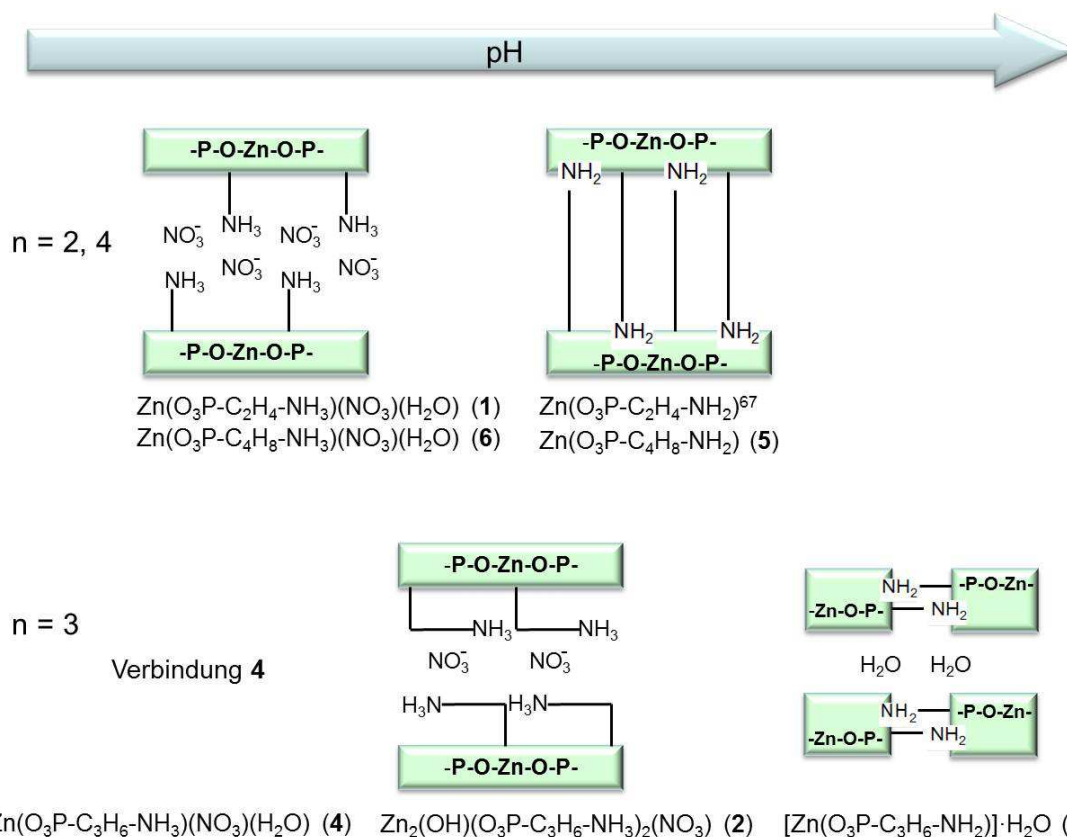 pH
-P-O-Zn-O-P-
-P-O-Zn-O-P-
NH₂ NH₂
n = 2, 4
NO₃⁻ NH₃ NO₃⁻ NH₃
NH₃ NO₃⁻ NH₃ NO₃⁻
NH₂ NH₂
-P-O-Zn-O-P-
-P-O-Zn-O-P-
Zn(O₃P-C₂H₄-NH₃)(NO₃)(H₂O) (1)
Zn(O₃P-C₄H₈-NH₃)(NO₃)(H₂O) (6)
Zn(O₃P-C₂H₄-NH₂)⁶⁷
Zn(O₃P-C₄H₈-NH₂) (5)
n = 3
Verbindung 4
-P-O-Zn-O-P-
NH₃ NH₃
NO₃⁻ NO₃⁻
H₃N H₃N
-P-O-Zn-O-P-
NH₂ -P-O-Zn-
-Zn-O-P- NH₂
H₂O H₂O
NH₂ -P-O-Zn-
-Zn-O-P- NH₂
Zn(O₃P-C₃H₆-NH₃)(NO₃)(H₂O) (4)
Zn₂(OH)(O₃P-C₃H₆-NH₃)₂(NO₃) (2)
[Zn(O₃P-C₃H₆-NH₂)]·H₂O (